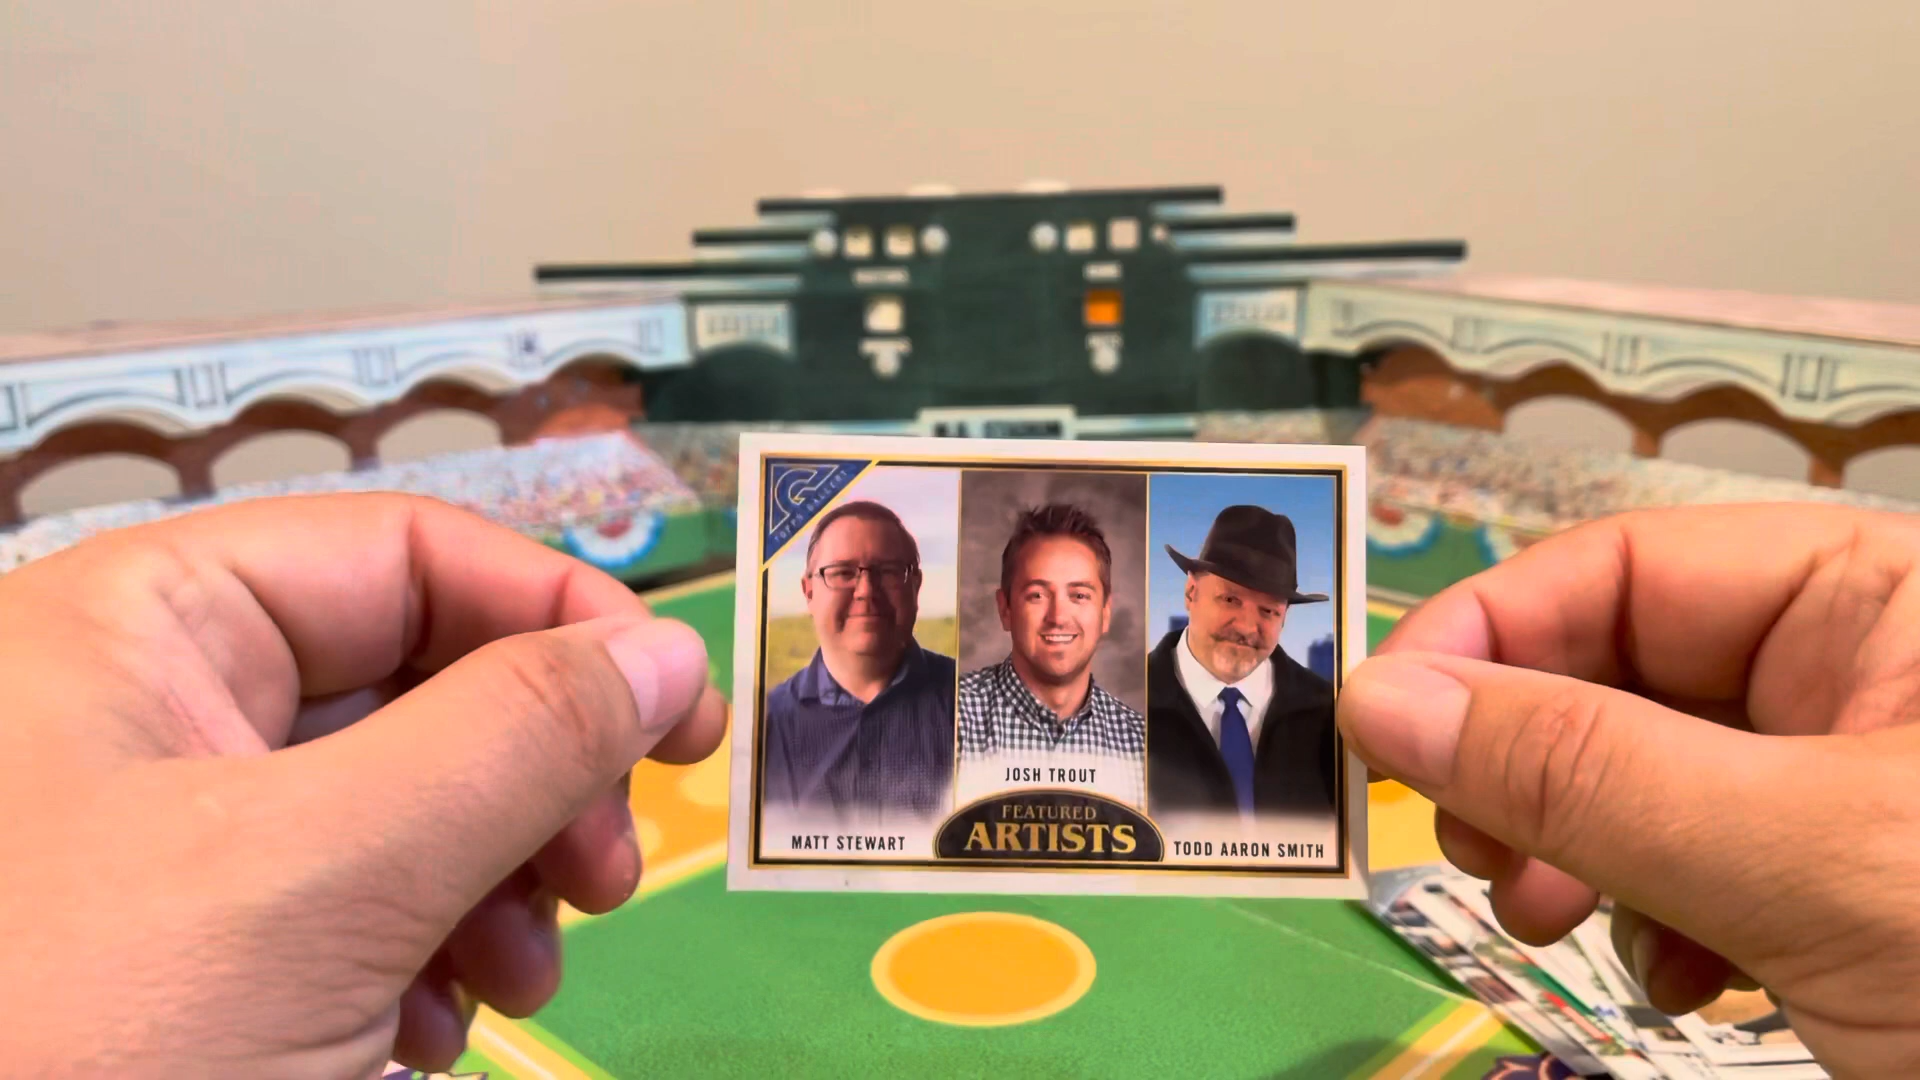 TOPPS GALLERY
JOSH TROUT
FEATURED
ARTISTS
MATT STEWART
TODD AARON SMITH